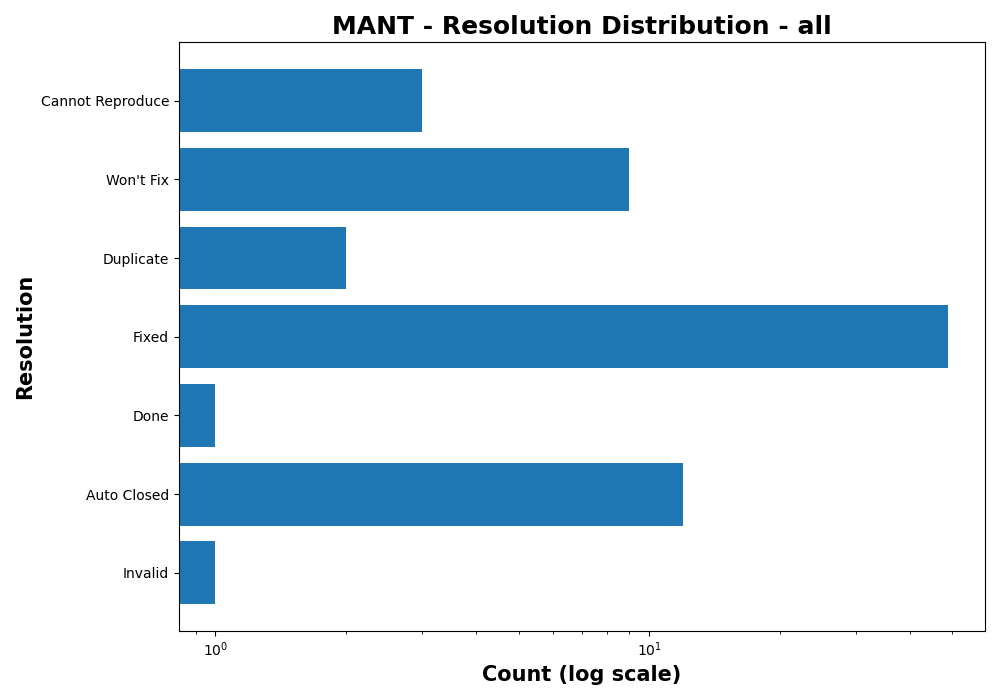 MANT - Resolution Distribution - all
Resolution
Cannot Reproduce
Won't Fix
Duplicate
Fixed
Done
Auto Closed
Invalid
10⁰
10¹
Count (log scale)